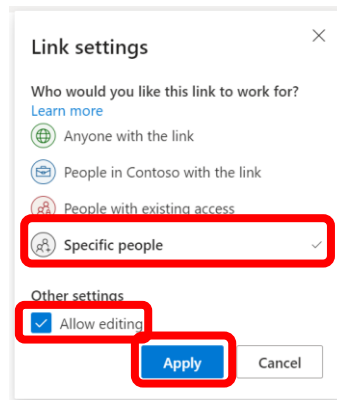 Link settings
Who would you like this link to work for?
Learn more
Anyone with the link
People in Contoso with the link
People with existing access
Specific people
Other settings
Allow editing
Apply Cancel